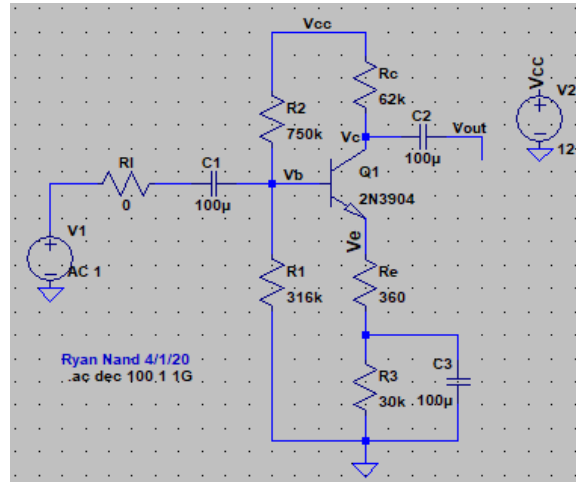 Vcc
Rc
62k
R2
750k
C2
Vc
Vout
100µ
Vcc
V2
RI
0
C1
100µ
Vb
Q1
2N3904
V1
AC 1
Ve
R1
316k
Re
360
Ryan Nand 4/1/20
.ac dec 100 1 1G
R3
30k
C3
100µ